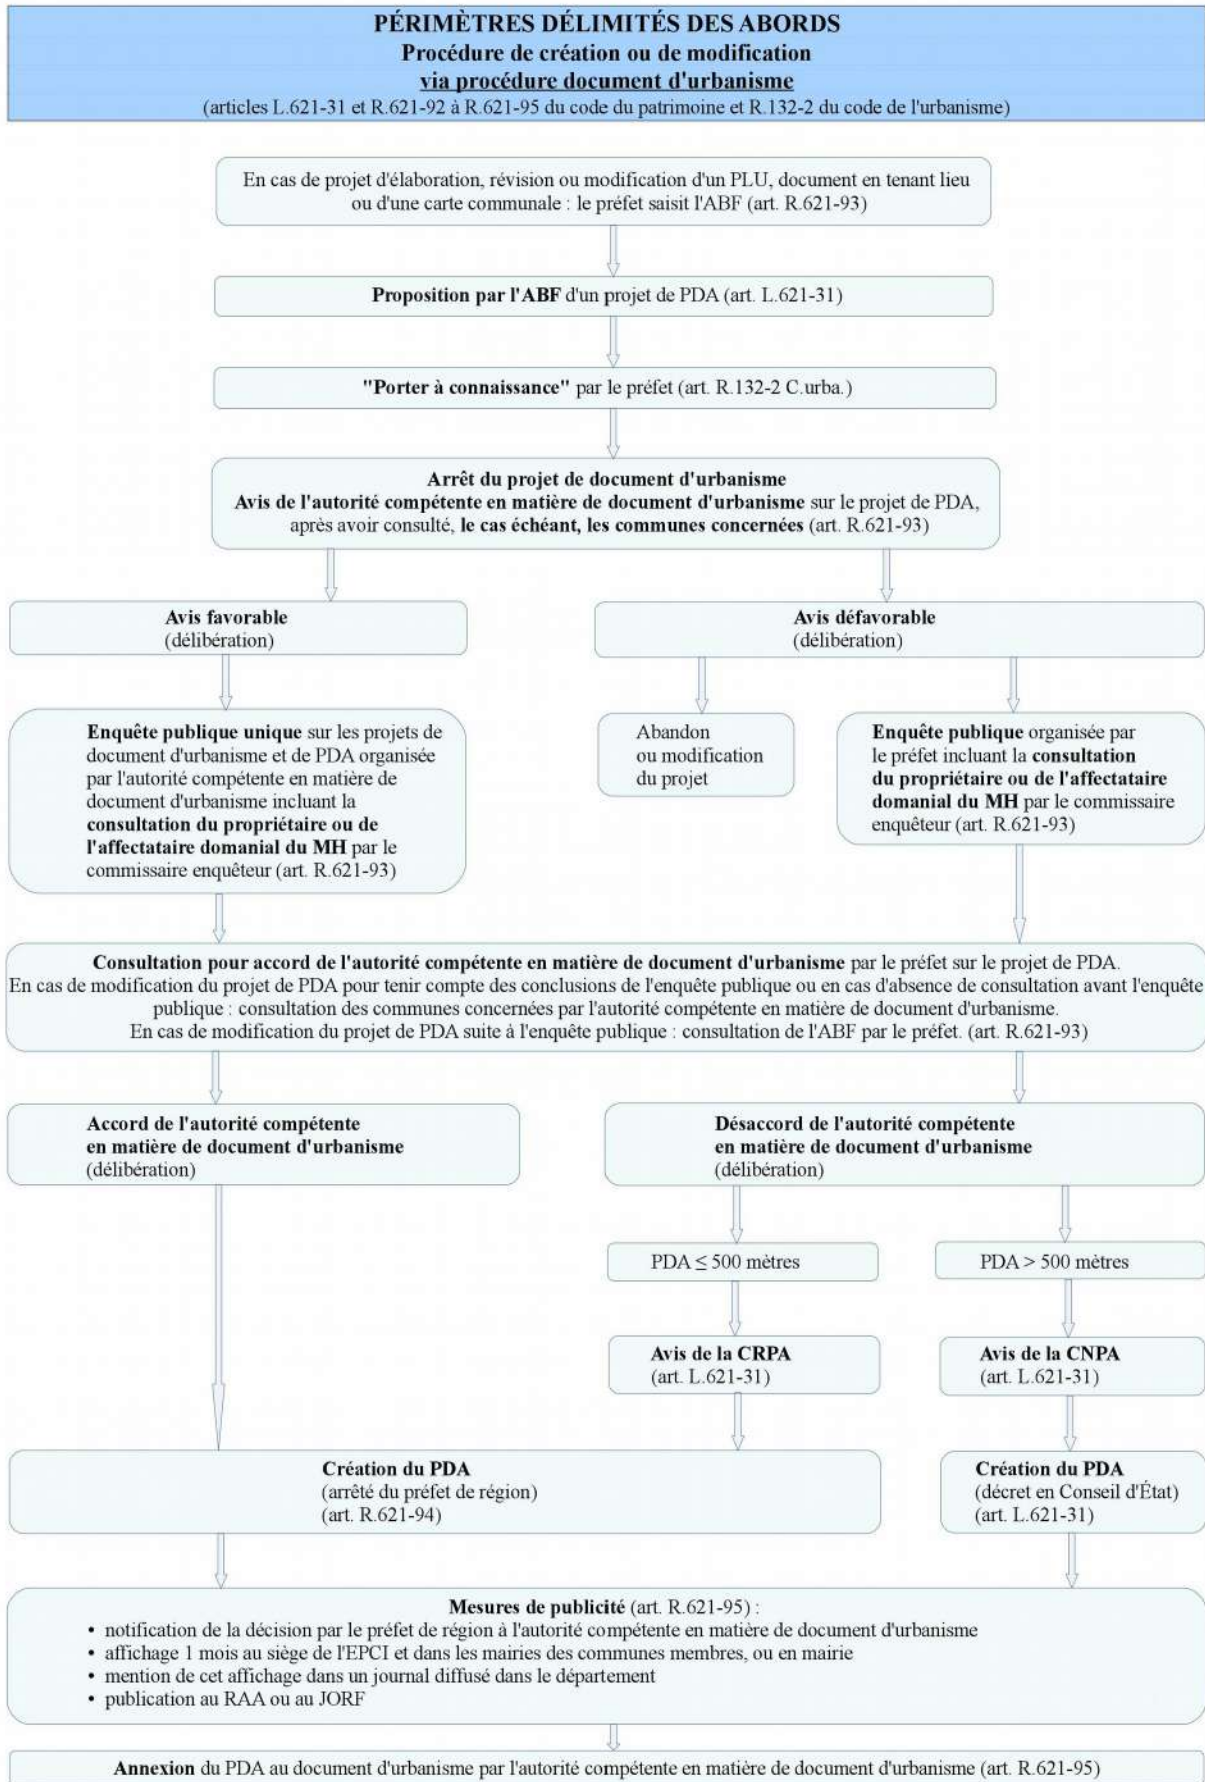 PÉRIMÈTRES DÉLIMITÉS DES ABORDS
Procédure de création ou de modification
via procédure document d'urbanisme
(articles L.621-31 et R.621-92 à R.621-95 du code du patrimoine et R.132-2 du code de l'urbanisme)
En cas de projet d'élaboration, révision ou modification d'un PLU, document en tenant lieu
ou d'une carte communale : le préfet saisit l'ABF (art. R.621-93)
Proposition par l'ABF d'un projet de PDA (art. L.621-31)
"Porter à connaissance" par le préfet (art. R.132-2 C.urba.)
Arrêt du projet de document d'urbanisme
Avis de l'autorité compétente en matière de document d'urbanisme sur le projet de PDA,
après avoir consulté, le cas échéant, les communes concernées (art. R.621-93)
Avis favorable
(délibération)
Avis défavorable
(délibération)
Enquête publique unique sur les projets de
document d'urbanisme et de PDA organisée
par l'autorité compétente en matière de
document d'urbanisme incluant la
consultation du propriétaire ou de
l'affectataire domanial du MH par le
commissaire enquêteur (art. R.621-93)
Abandon
ou modification
du projet
Enquête publique organisée par
le préfet incluant la consultation
du propriétaire ou de l'affectataire
domanial du MH par le commissaire
enquêteur (art. R.621-93)
Consultation pour accord de l'autorité compétente en matière de document d'urbanisme par le préfet sur le projet de PDA.
En cas de modification du projet de PDA pour tenir compte des conclusions de l'enquête publique ou en cas d'absence de consultation avant l'enquête
publique : consultation des communes concernées par l'autorité compétente en matière de document d'urbanisme.
En cas de modification du projet de PDA suite à l'enquête publique : consultation de l'ABF par le préfet. (art. R.621-93)
Accord de l'autorité compétente
en matière de document d'urbanisme
(délibération)
Désaccord de l'autorité compétente
en matière de document d'urbanisme
(délibération)
PDA ≤ 500 mètres
PDA > 500 mètres
Avis de la CRPA
(art. L.621-31)
Avis de la CNPA
(art. L.621-31)
Création du PDA
(arrêté du préfet de région)
(art. R.621-94)
Création du PDA
(décret en Conseil d'État)
(art. L.621-31)
Mesures de publicité (art. R.621-95) :
• notification de la décision par le préfet de région à l'autorité compétente en matière de document d'urbanisme
• affichage 1 mois au siège de l'EPCI et dans les mairies des communes membres, ou en mairie
• mention de cet affichage dans un journal diffusé dans le département
• publication au RAA ou au JORF
Annexion du PDA au document d'urbanisme par l'autorité compétente en matière de document d'urbanisme (art. R.621-95)